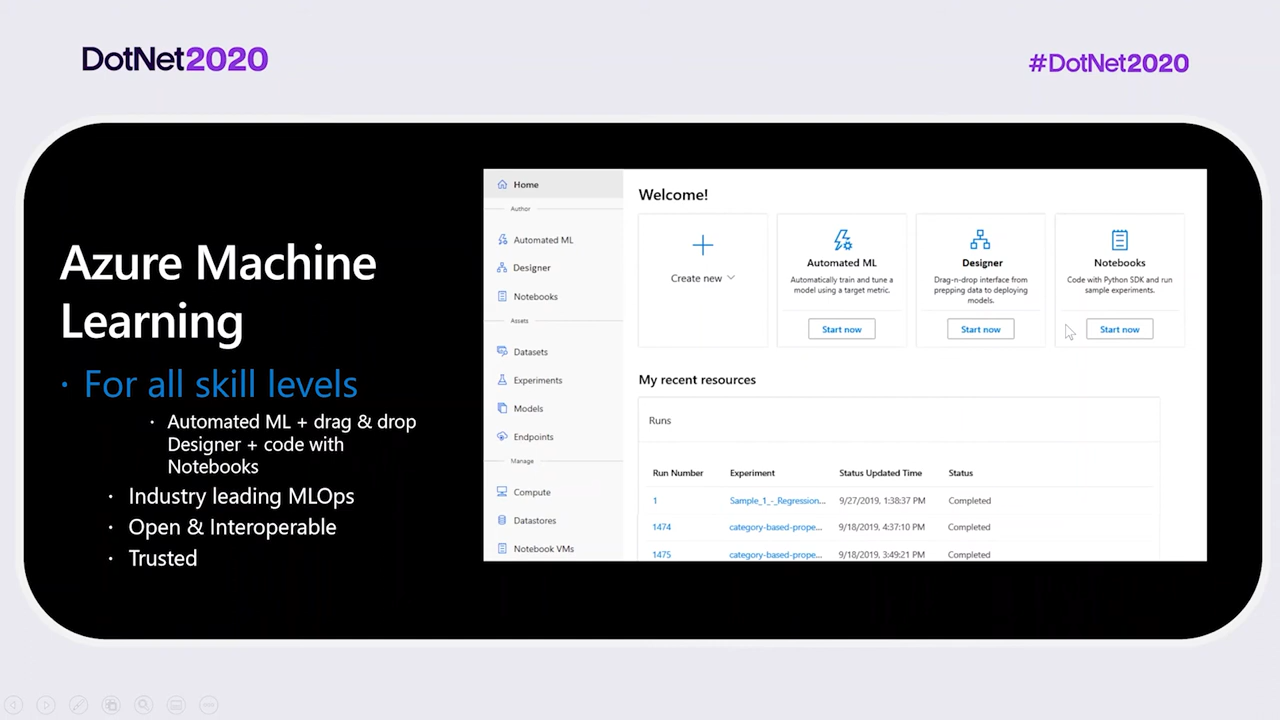 DotNet2020
#DotNet2020
Azure Machine
Learning
· For all skill levels
· Automated ML + drag & drop
Designer + code with
Notebooks
· Industry leading MLOps
· Open & Interoperable
· Trusted
Home
Author
Automated ML
Designer
Notebooks
Assets
Datasets
Experiments
Models
Endpoints
Manage
Compute
Datastores
Notebook VMs
Welcome!
Create new
Automated ML
Automatically train and tune a
model using a target metric.
Start now
Designer
Drag-n-drop interface from
prepping data to deploying
models.
Start now
Notebooks
Code with Python SDK and run
sample experiments.
Start now
My recent resources
Runs
Run Number Experiment Status Updated Time Status
1 Sample_1_-_Regression... 9/27/2019, 1:38:37 PM Completed
1474 category-based-prope... 9/18/2019, 4:37:10 PM Completed
1475 category-based-prope... 9/18/2019, 3:49:21 PM Completed